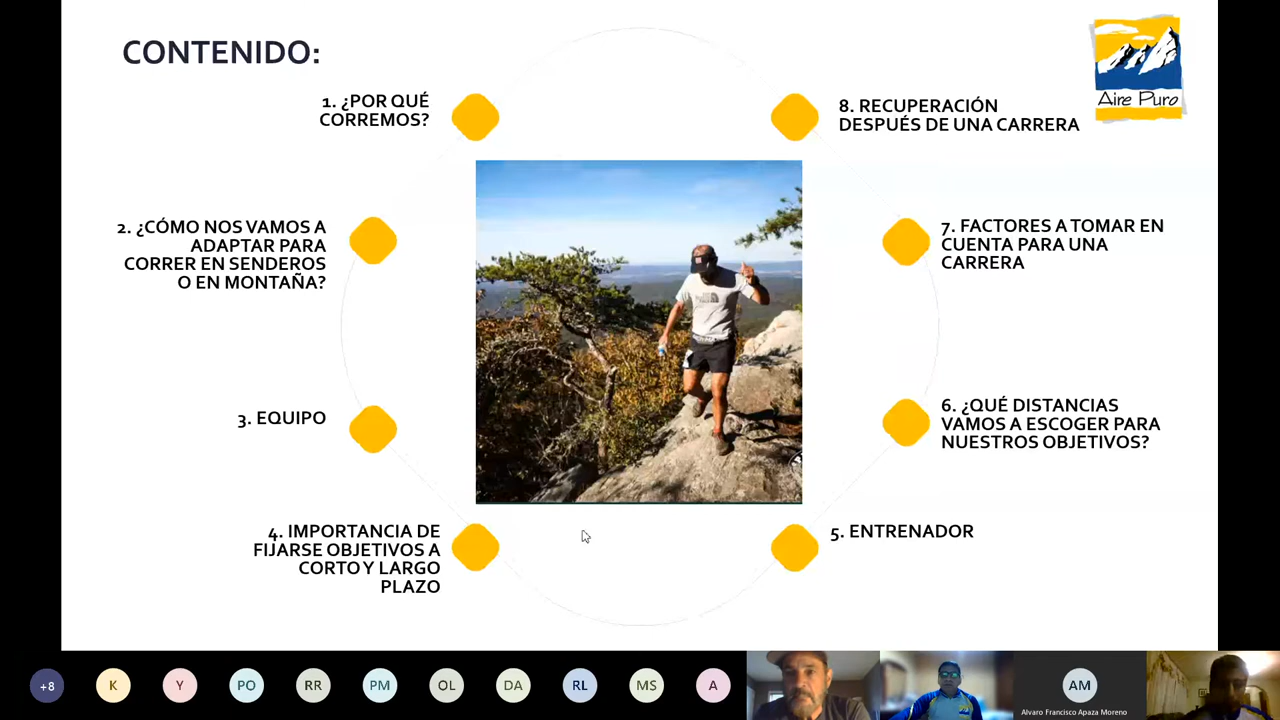 CONTENIDO:
Aire Puro
1. ¿POR QUÉ
CORREMOS?
2. ¿CÓMO NOS VAMOS A
ADAPTAR PARA
CORRER EN SENDEROS
O EN MONTAÑA?
3. EQUIPO
4. IMPORTANCIA DE
FIJARSE OBJETIVOS A
CORTO Y LARGO
PLAZO
5. ENTRENADOR
6. ¿QUÉ DISTANCIAS
VAMOS A ESCOGER PARA
NUESTROS OBJETIVOS?
7. FACTORES A TOMAR EN
CUENTA PARA UNA
CARRERA
8. RECUPERACIÓN
DESPUÉS DE UNA CARRERA
+8
K
Y
PO
RR
PM
OL
DA
RL
MS
A
AM
Alvaro Francisco Apaza Moreno